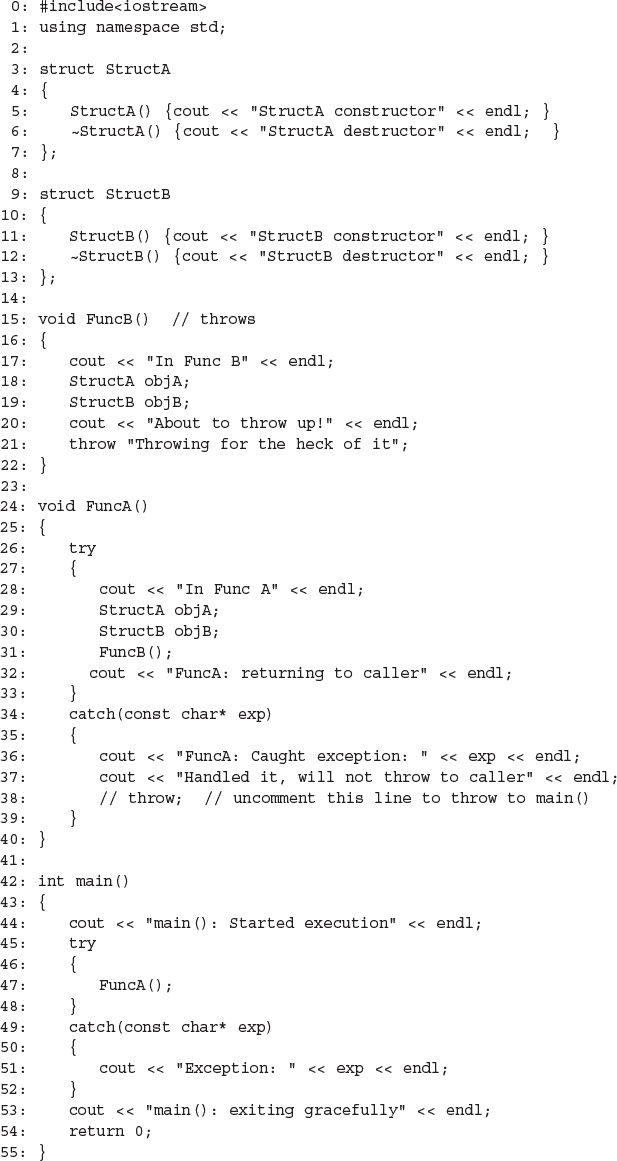 0: #include<iostream>
1: using namespace std;
2:
3: struct StructA
4: {
5:    StructA() {cout << "StructA constructor" << endl; }
6:    ~StructA() {cout << "StructA destructor" << endl;  }
7: };
8:
9: struct StructB
10: {
11:    StructB() {cout << "StructB constructor" << endl; }
12:    ~StructB() {cout << "StructB destructor" << endl; }
13: };
14:
15: void FuncB()  // throws
16: {
17:    cout << "In Func B" << endl;
18:    StructA objA;
19:    StructB objB;
20:    cout << "About to throw up!" << endl;
21:    throw "Throwing for the heck of it";
22: }
23:
24: void FuncA()
25: {
26:    try
27:    {
28:       cout << "In Func A" << endl;
29:       StructA objA;
30:       StructB objB;
31:       FuncB();
32:      cout << "FuncA: returning to caller" << endl;
33:    }
34:    catch(const char* exp)
35:    {
36:       cout << "FuncA: Caught exception: " << exp << endl;
37:       cout << "Handled it, will not throw to caller" << endl;
38:       // throw;  // uncomment this line to throw to main()
39:    }
40: }
41:
42: int main()
43: {
44:    cout << "main(): Started execution" << endl;
45:    try
46:    {
47:       FuncA();
48:    }
49:    catch(const char* exp)
50:    {
51:       cout << "Exception: " << exp << endl;
52:    }
53:    cout << "main(): exiting gracefully" << endl;
54:    return 0;
55: }